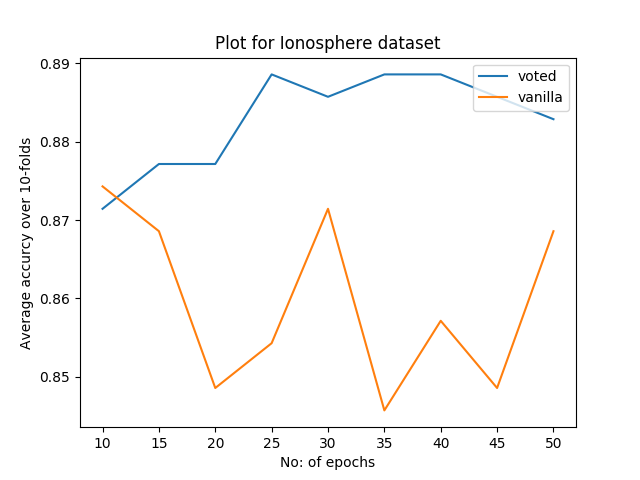 Plot for Ionosphere dataset
voted
vanilla
Average accurcy over 10-folds
0.89
0.88
0.87
0.86
0.85
10 15 20 25 30 35 40 45 50
No: of epochs